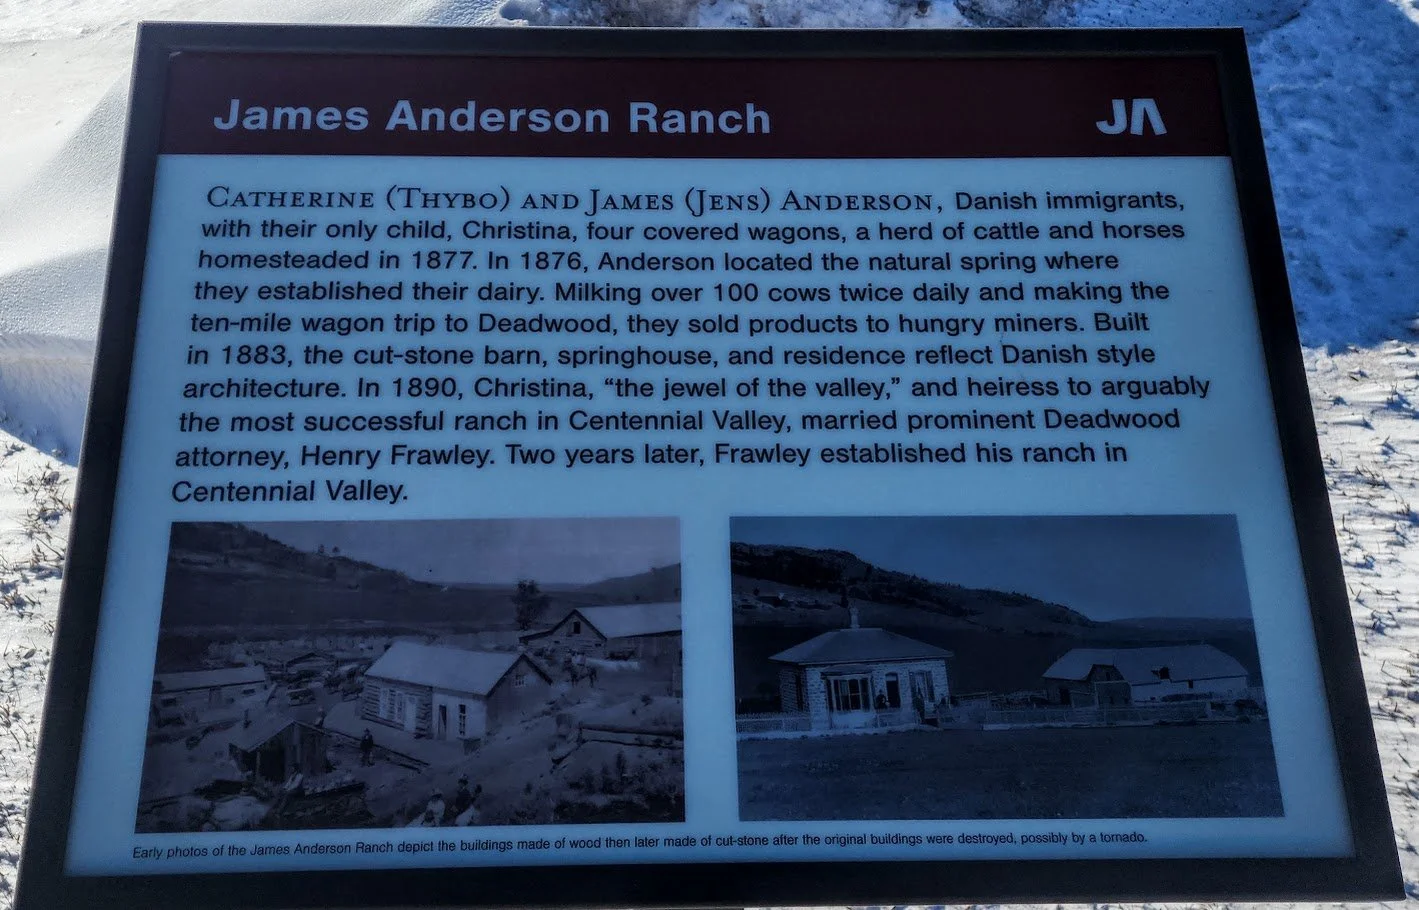 James Anderson Ranch
JA
CATHERINE (THYBO) AND JAMES (JENS) ANDERSON, Danish immigrants,
with their only child, Christina, four covered wagons, a herd of cattle and horses
homesteaded in 1877. In 1876, Anderson located the natural spring where
they established their dairy. Milking over 100 cows twice daily and making the
ten-mile wagon trip to Deadwood, they sold products to hungry miners. Built
in 1883, the cut-stone barn, springhouse, and residence reflect Danish style
architecture. In 1890, Christina, “the jewel of the valley,” and heiress to arguably
the most successful ranch in Centennial Valley, married prominent Deadwood
attorney, Henry Frawley. Two years later, Frawley established his ranch in
Centennial Valley.
Early photos of the James Anderson Ranch depict the buildings made of wood then later made of cut-stone after the original buildings were destroyed, possibly by a tornado.